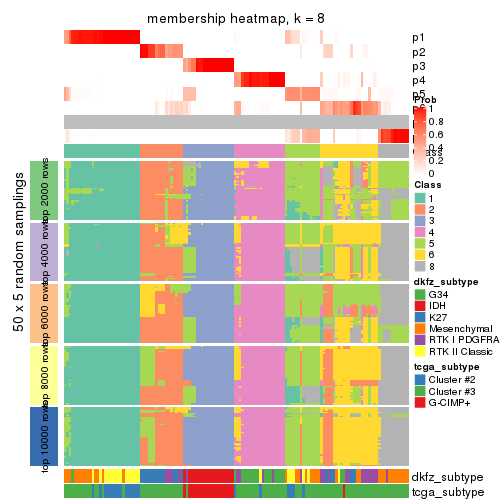 membership heatmap, k = 8
p1
p2
p3
p4
p5
Prob
1
0.8
0.6
0.4
0.2
0
Class
1
2
3
4
5
6
8
dkfz_subtype
G34
IDH
K27
Mesenchymal
RTK I PDGFRA
RTK II Classic
tcga_subtype
Cluster #2
Cluster #3
G-CIMP+
50 x 5 random samplings
top 2000 rows
top 4000 rows
top 6000 rows
top 8000 rows
top 10000 rows
dkfz_subtype
tcga_subtype